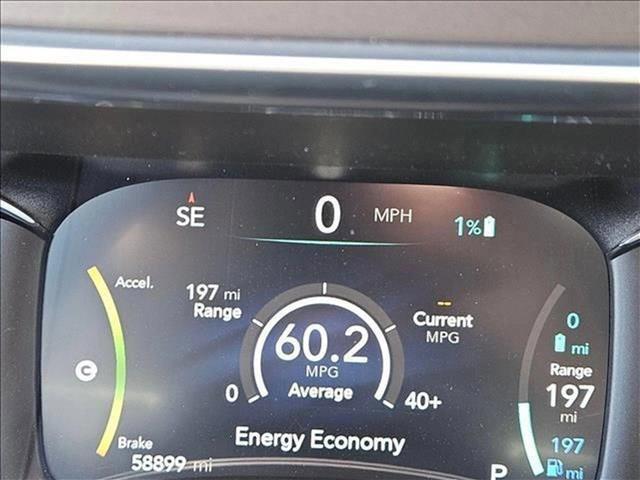 SE 0 MPH 1%
Accel.
197 mi
Range
60.2
MPG
Average
0 40+
--
Current
MPG
C
Brake
Energy Economy
58899 mi
P
0
mi
Range
197
mi
197
mi